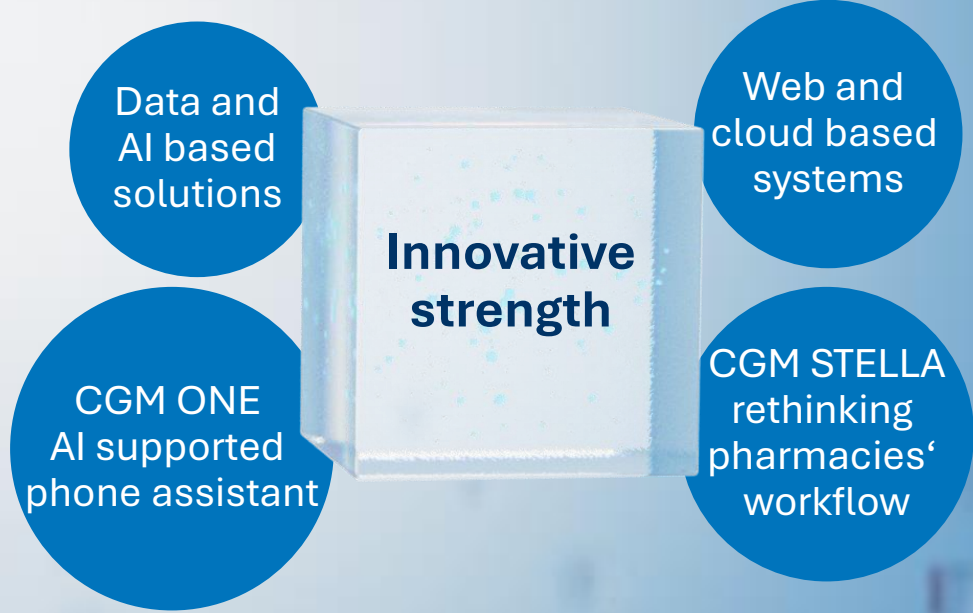 Data and
AI based
solutions
Web and
cloud based
systems
Innovative
strength
CGM ONE
AI supported
phone assistant
CGM STELLA
rethinking
pharmacies‘
workflow